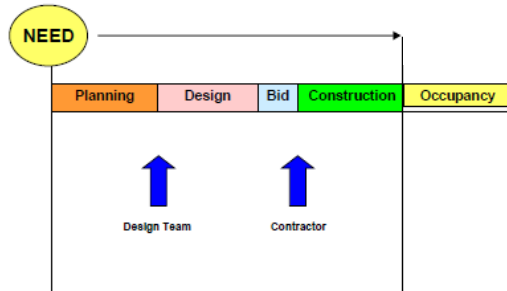 NEED
Planning Design Bid Construction Occupancy
Design Team Contractor